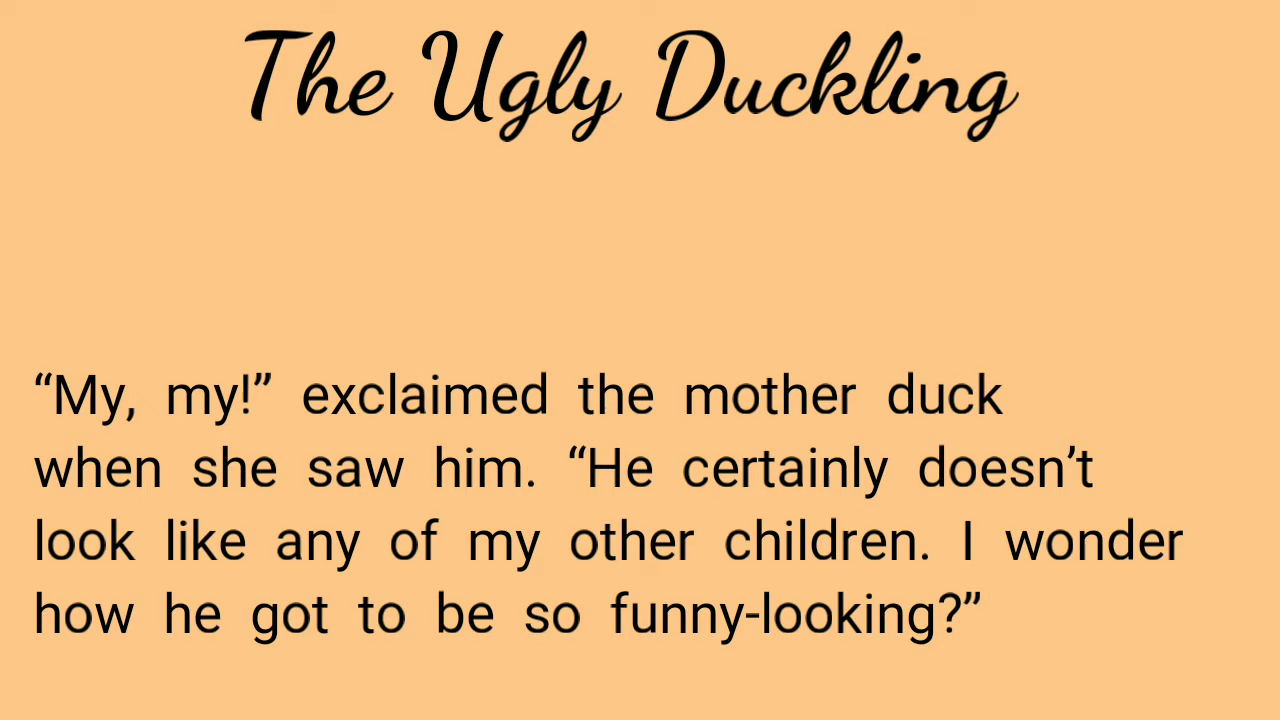 The Ugly Duckling
“My, my!” exclaimed the mother duck
when she saw him. “He certainly doesn’t
look like any of my other children. I wonder
how he got to be so funny-looking?”